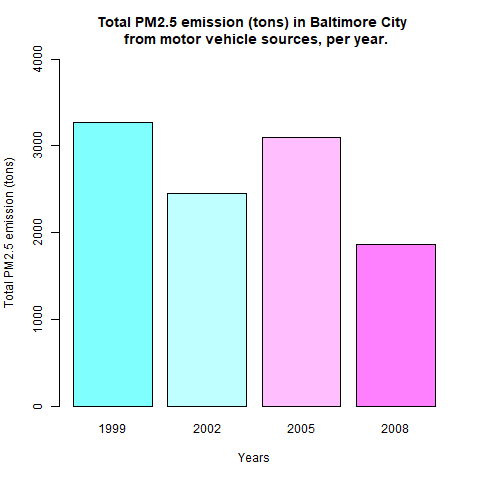 Total PM2.5 emission (tons) in Baltimore City
from motor vehicle sources, per year.
Total PM2.5 emission (tons)
4000
3000
2000
1000
0
1999 2002 2005 2008
Years